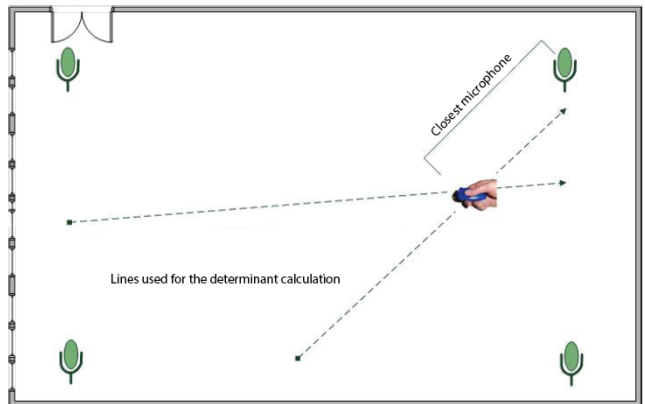 Closest microphone
Lines used for the determinant calculation